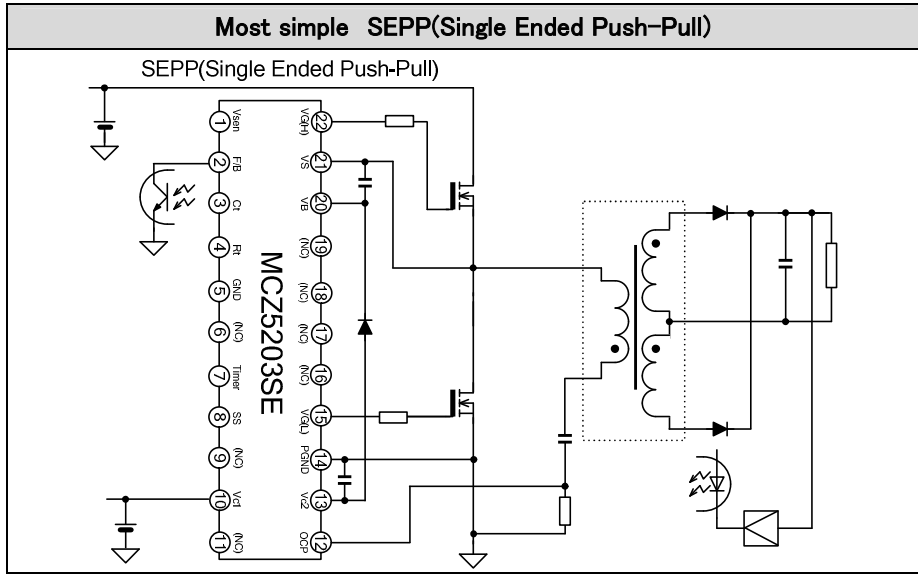 Most simple SEPP(Single Ended Push-Pull)
SEPP(Single Ended Push-Pull)
MCZ5203SE
1 Vsen
2 F/B
3 Ct
4 Rt
5 GND
6 (NC)
7 Timer
8 SS
9 (NC)
10 Vc1
11 (NC)
22 VG(H)
21 VS
20 VB
19 (NC)
18 (NC)
17 (NC)
16 (NC)
15 VG(L)
14 PGND
13 Vc2
12 OCP